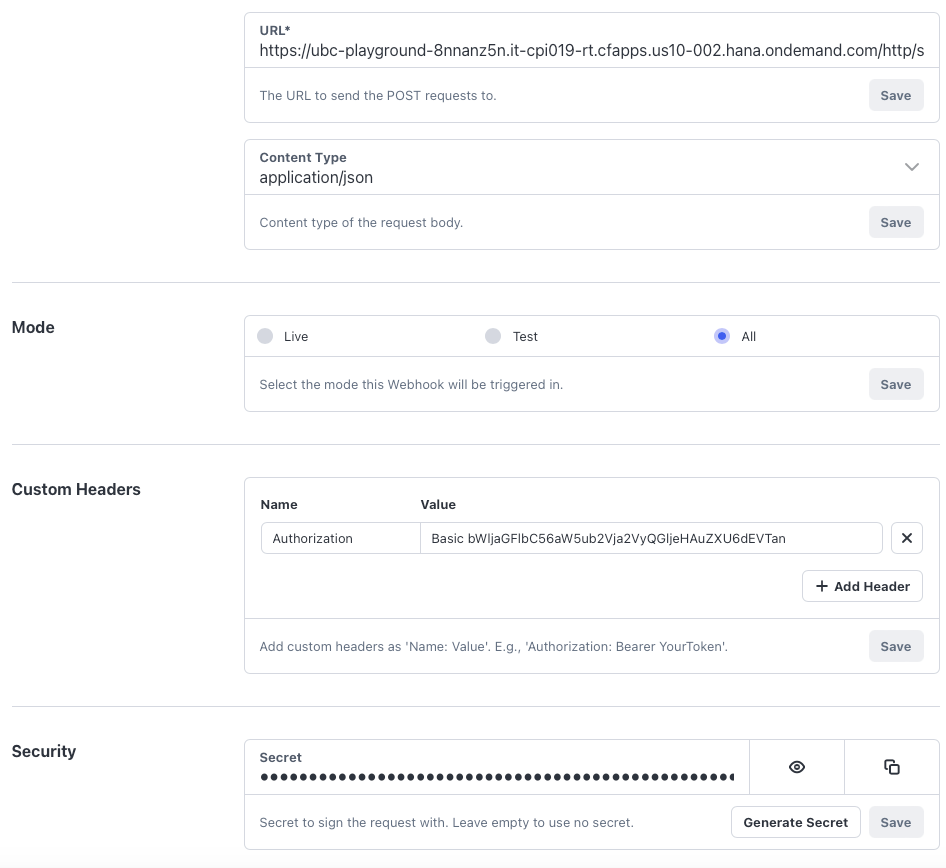 URL*
https://ubc-playground-8nnanz5n.it-cpi019-rt.cfapps.us10-002.hana.ondemand.com/http/s
The URL to send the POST requests to.
Save
Content Type
application/json
Content type of the request body.
Save
Mode
Live
Test
All
Select the mode this Webhook will be triggered in.
Save
Custom Headers
Name
Value
Authorization
Basic bWljaGFlbC56aW5ub2Vja2VyQGljeHAuZXU6dEVTan
Add Header
Add custom headers as 'Name: Value'. E.g., 'Authorization: Bearer YourToken'.
Save
Security
Secret
Secret to sign the request with. Leave empty to use no secret.
Generate Secret
Save